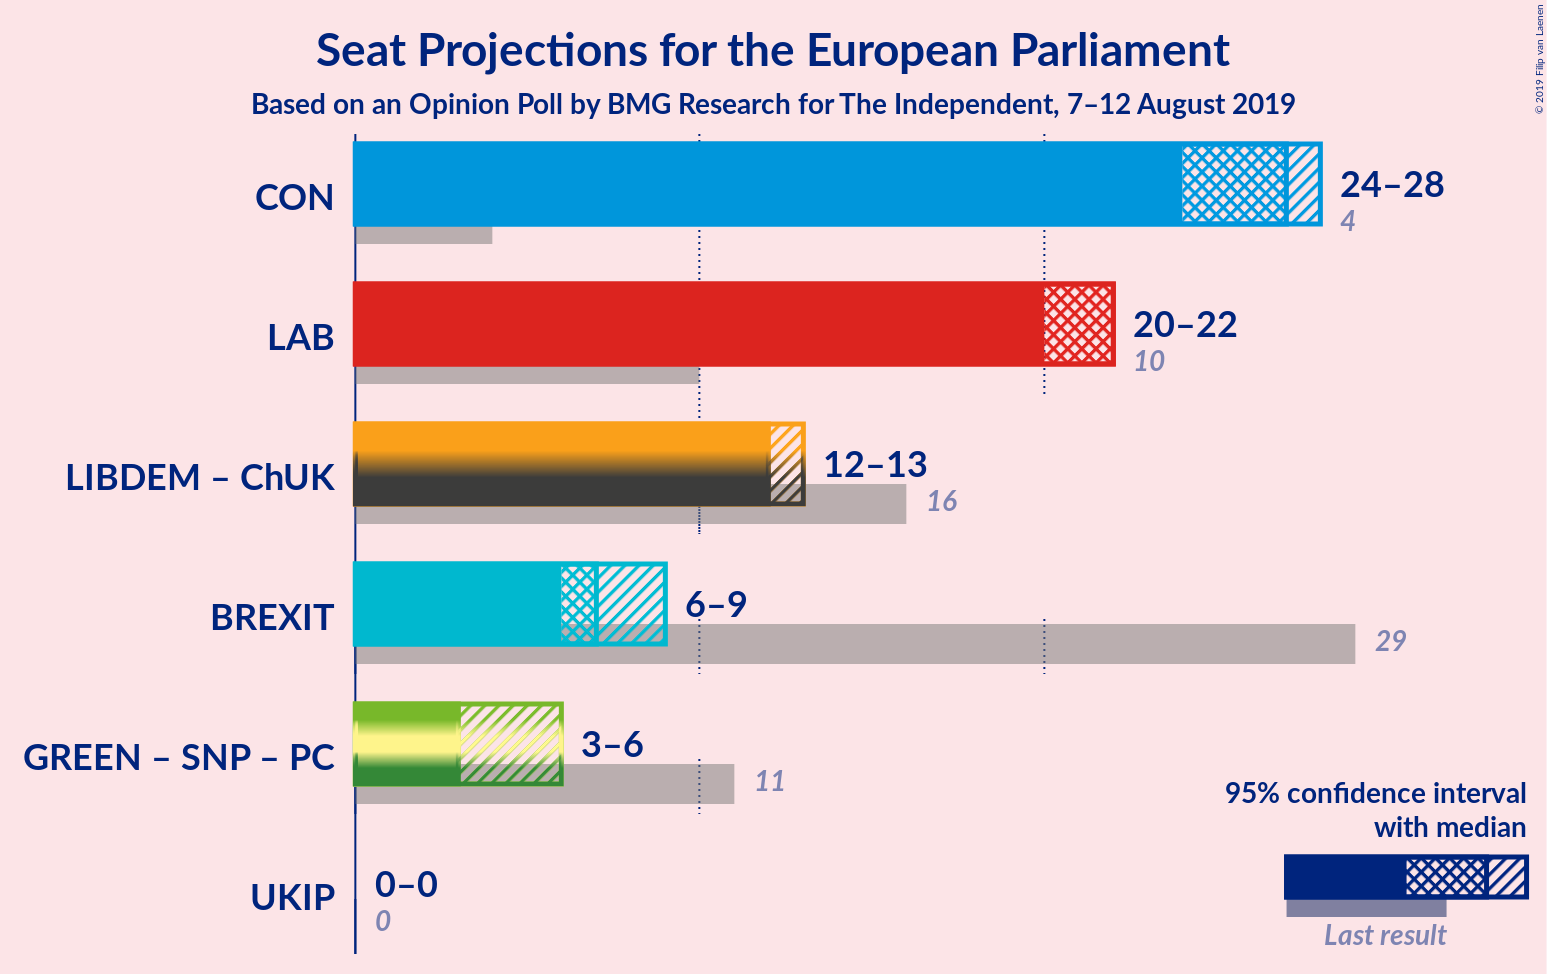 Seat Projections for the European Parliament
Based on an Opinion Poll by BMG Research for The Independent, 7–12 August 2019
© 2019 Filip van Laenen
CON
24–28
4
LAB
20–22
10
LIBDEM – ChUK
12–13
16
BREXIT
6–9
29
GREEN – SNP – PC
3–6
11
UKIP
0–0
0
95% confidence interval
with median
Last result